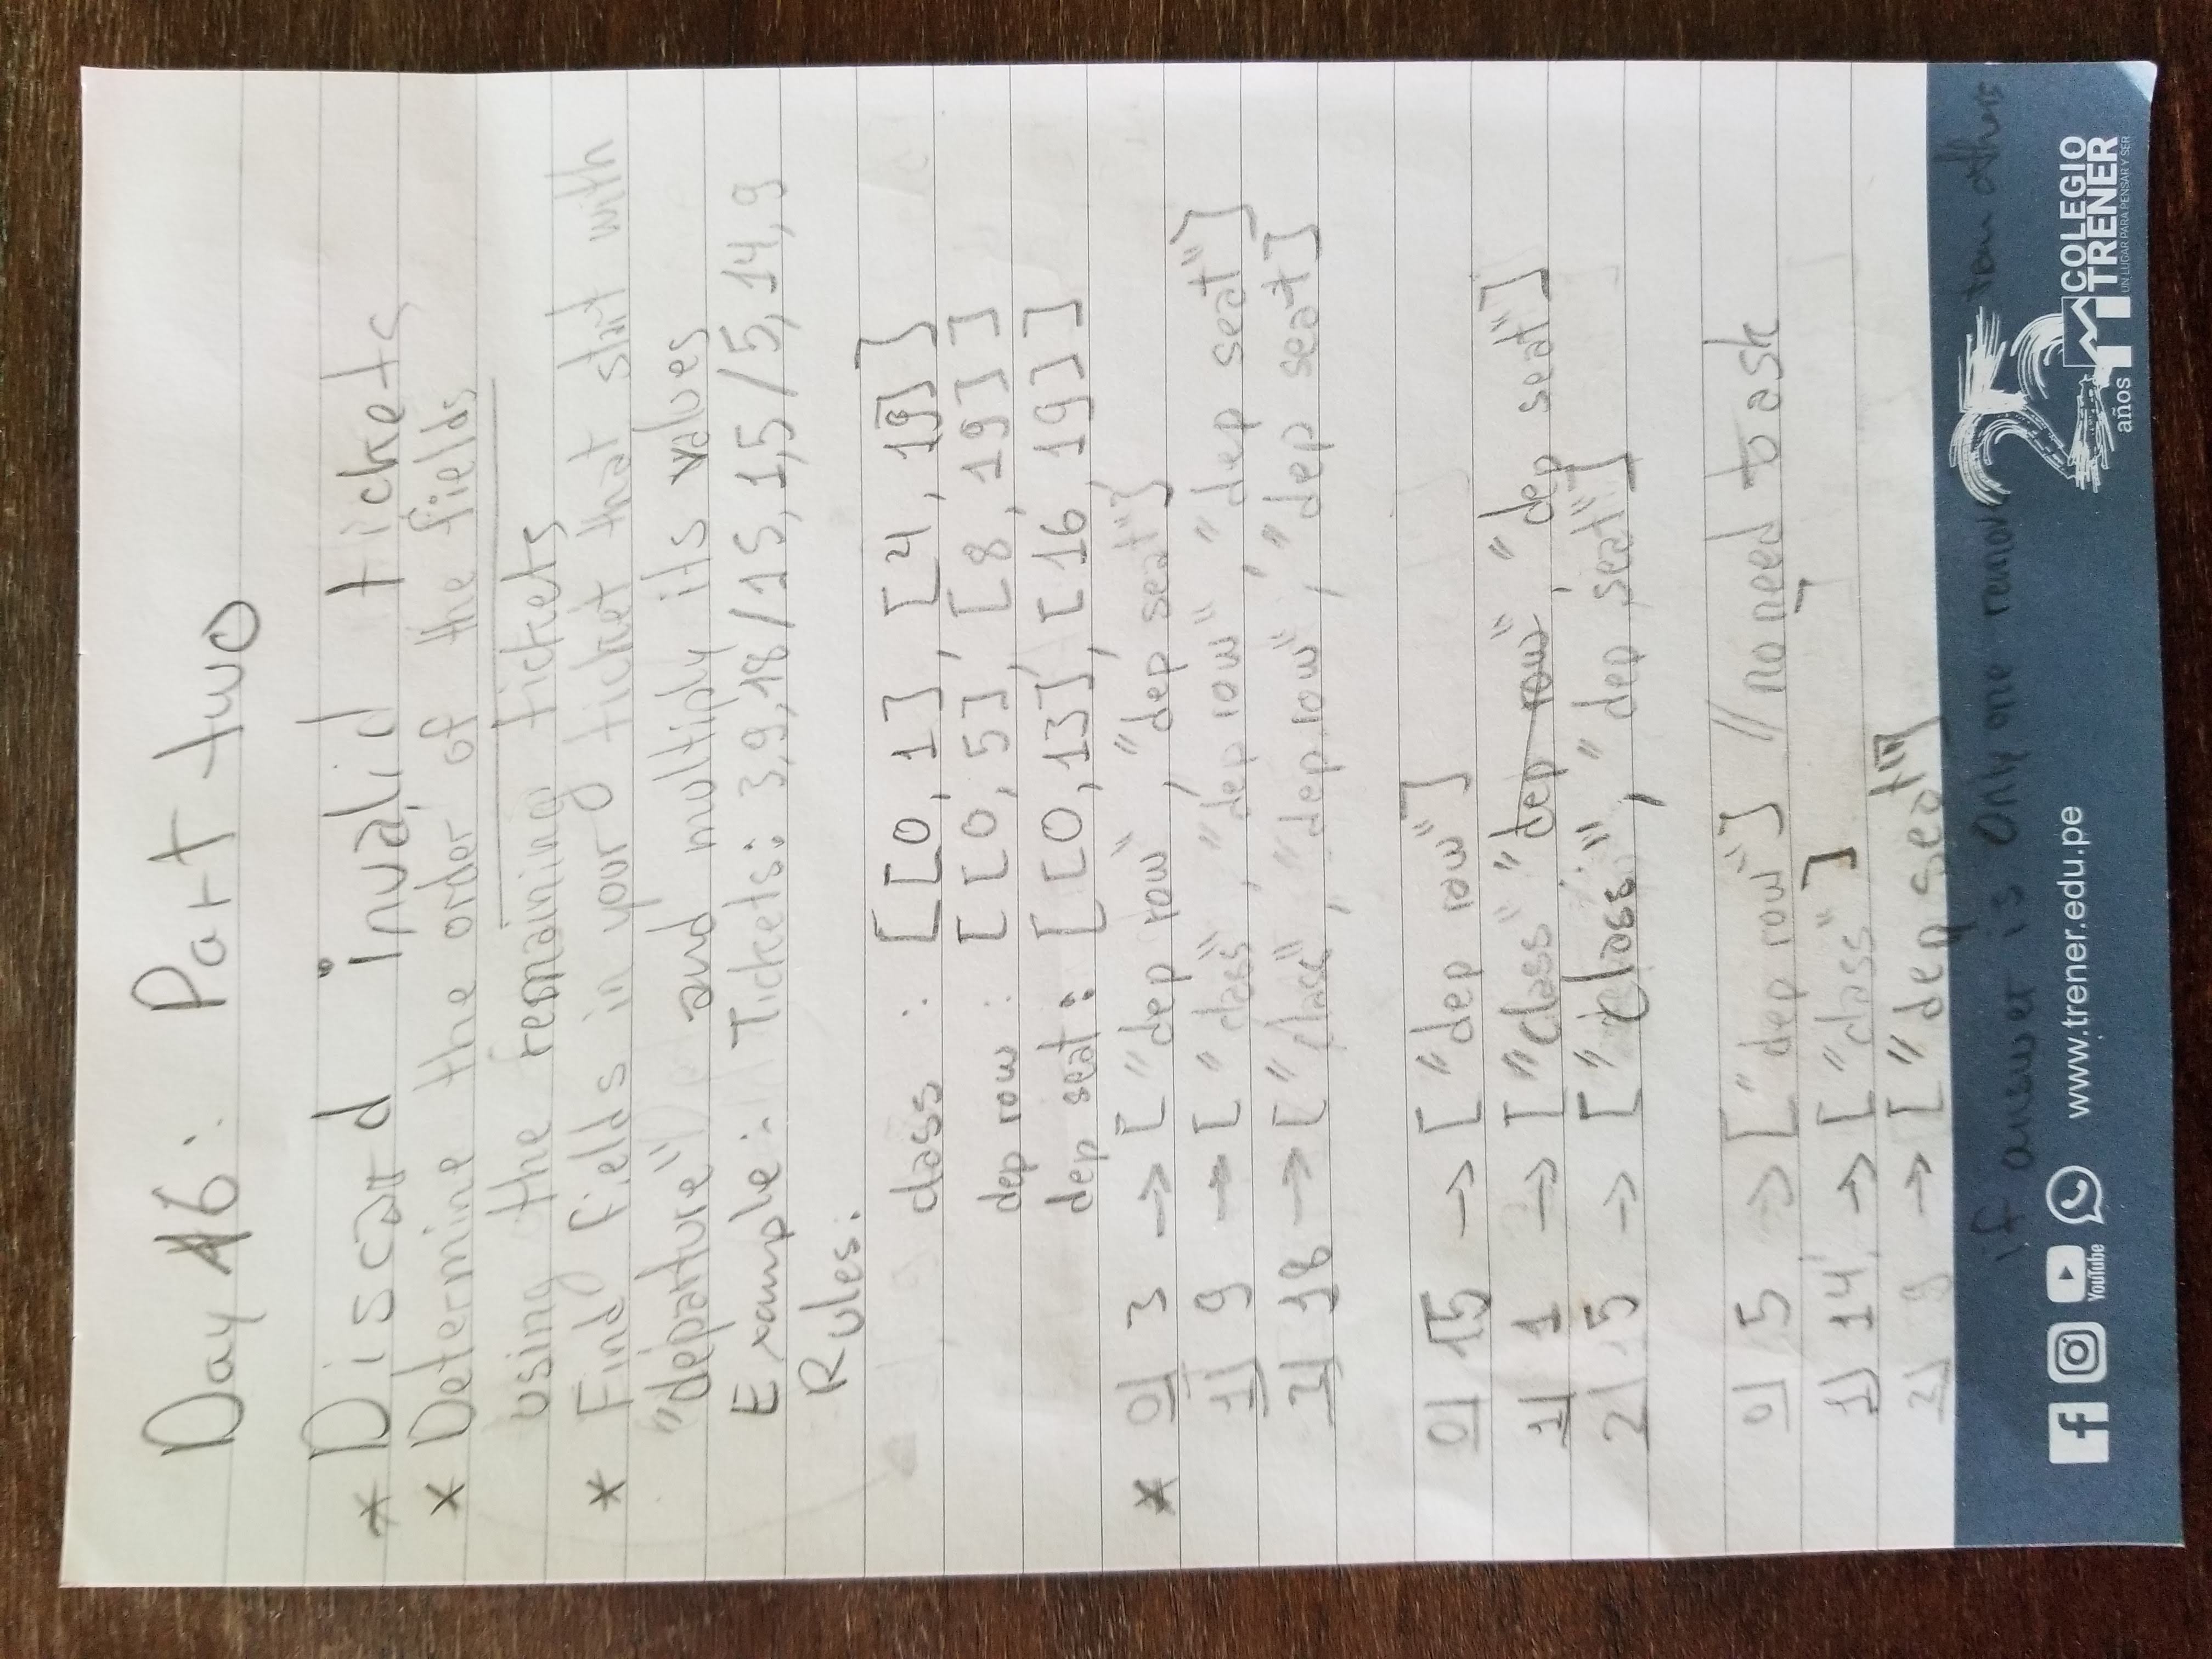 Day 16: Part two
* Discard invalid tickets
* Determine the order of the fields
using the remaining tickets
* Find fields in your ticket that start with
"departure" and multiply its values
Example: Tickets: 3,9,18/15,1,5/5,14,9
Rules:
class : [[0,1],[4,19]]
dep row : [[0,5],[8,19]]
dep seat: [[0,13],[16,19]]
* 0) 3 -> ["dep row", "dep seat"]
1) 9 -> ["class", "dep row", "dep seat"]
2) 18 -> ["class", "dep row", "dep seat]
0) 15 -> ["dep row"]
1) 1 -> ["class", "dep row", "dep seat"]
2) 5 -> ["class", "dep seat"]
0) 5 -> ["dep row"] // no need to ask
1) 14 -> ["class"]
2) 9 -> ["dep seat"]
if answer is only one remove others
YouTube
www.trener.edu.pe
25 años
COLEGIO
TRENER
UN LUGAR PARA PENSAR Y SER